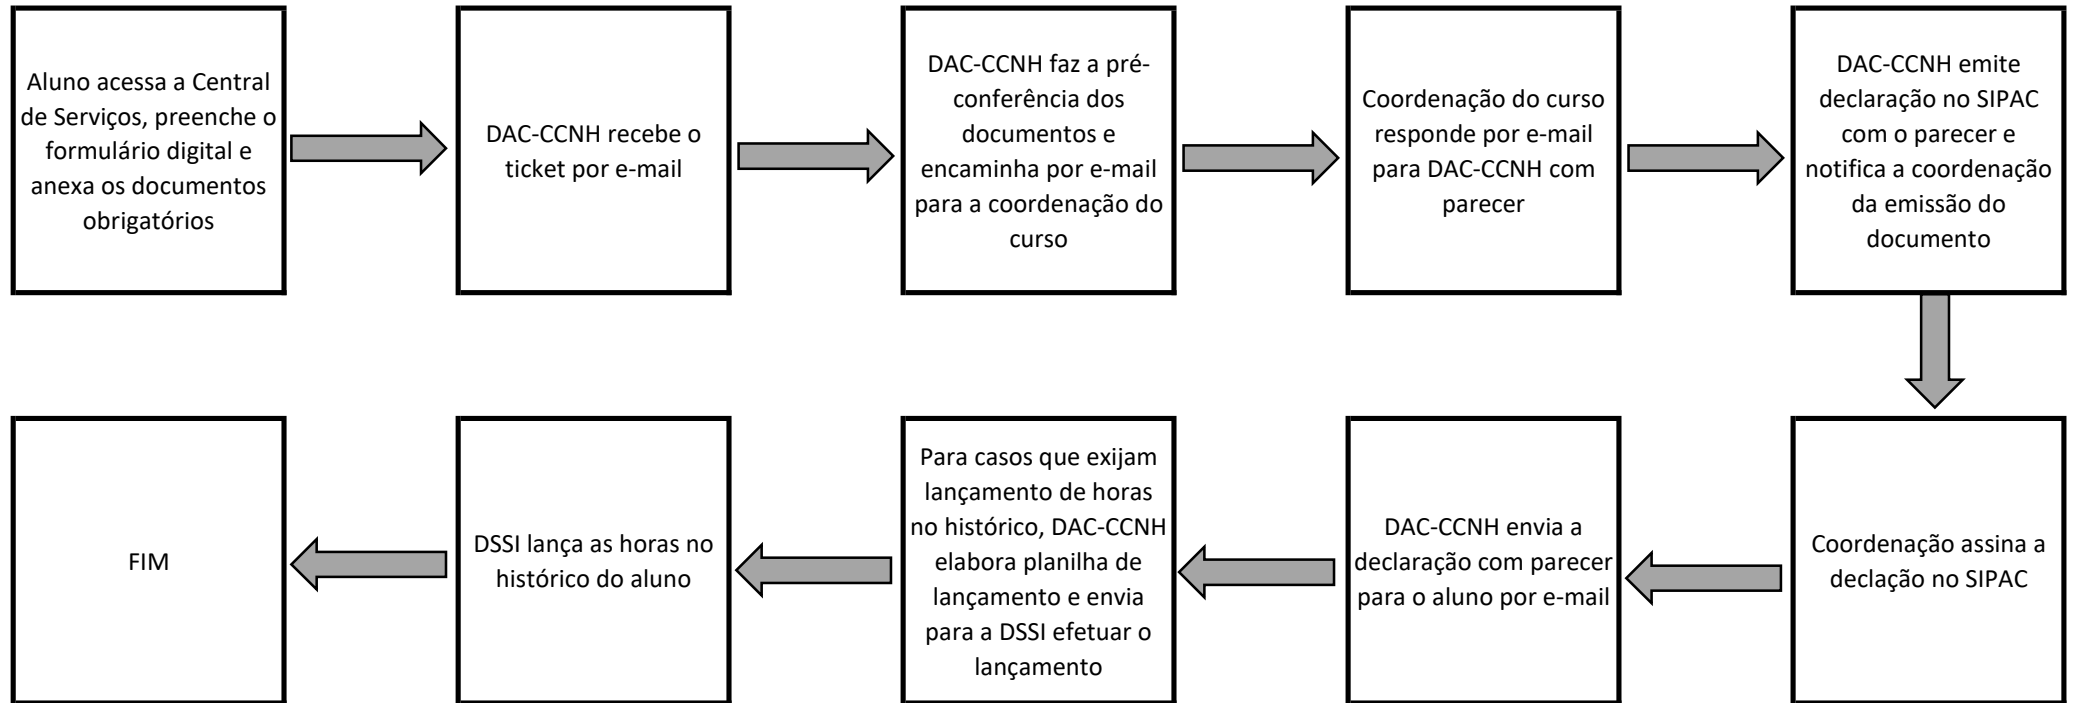 Aluno acessa a Central
de Serviços, preenche o
formulário digital e
anexa os documentos
obrigatórios
DAC-CCNH recebe o
ticket por e-mail
DAC-CCNH faz a pré-
conferência dos
documentos e
encaminha por e-mail
para a coordenação do
curso
Coordenação do curso
responde por e-mail
para DAC-CCNH com
parecer
DAC-CCNH emite
declaração no SIPAC
com o parecer e
notifica a coordenação
da emissão do
documento
Coordenação assina a
declação no SIPAC
DAC-CCNH envia a
declaração com parecer
para o aluno por e-mail
Para casos que exijam
lançamento de horas
no histórico, DAC-CCNH
elabora planilha de
lançamento e envia
para a DSSI efetuar o
lançamento
DSSI lança as horas no
histórico do aluno
FIM